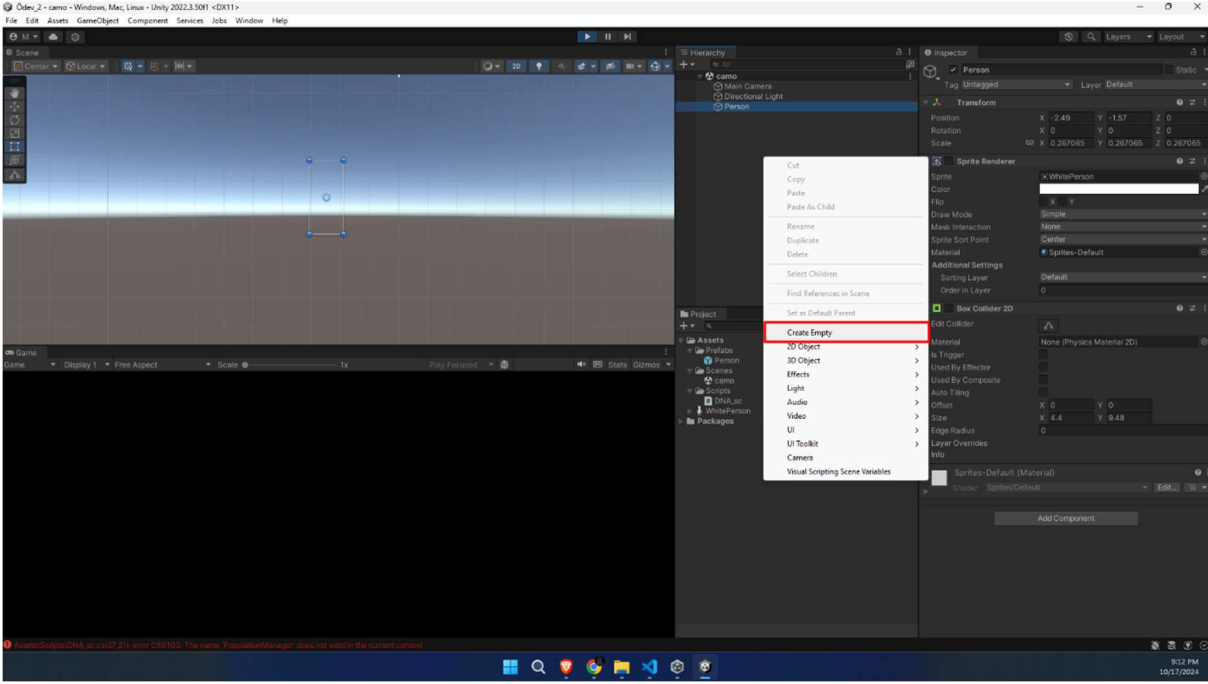 Ödev_2 - camo - Windows, Mac, Linux - Unity 2022.3.50f1 <DX11>
File Edit Assets GameObject Component Services Jobs Window Help
M
Layers
Layout
Scene
Center
Local
2D
Game
Game
Display 1
Free Aspect
Scale
1x
Play Focused
Stats
Gizmos
Hierarchy
All
camo
Main Camera
Directional Light
Person
Project
Assets
Prefabs
Person
Scenes
camo
Scripts
DNA_sc
WhitePerson
Packages
Cut
Copy
Paste
Paste As Child
Rename
Duplicate
Delete
Select Children
Find References in Scene
Set as Default Parent
Create Empty
2D Object
3D Object
Effects
Light
Audio
Video
UI
UI Toolkit
Camera
Visual Scripting Scene Variables
Inspector
Person
Static
Tag Untagged Layer Default
Transform
Position X -2.49 Y -1.57 Z 0
Rotation X 0 Y 0 Z 0
Scale X 0.267065 Y 0.267065 Z 0.267065
Sprite Renderer
Sprite WhitePerson
Color
Flip X Y
Draw Mode Simple
Mask Interaction None
Sprite Sort Point Center
Material Sprites-Default
Additional Settings
Sorting Layer Default
Order in Layer 0
Box Collider 2D
Edit Collider
Material None (Physics Material 2D)
Is Trigger
Used By Effector
Used By Composite
Auto Tiling
Offset X 0 Y 0
Size X 4.4 Y 9.48
Edge Radius 0
Layer Overrides
Info
Sprites-Default (Material)
Shader Sprites/Default Edit...
Add Component
Assets\Scripts\DNA_sc.cs(27,21): error CS0103: The name 'PopulationManager' does not exist in the current context
9:32 PM
10/17/2024